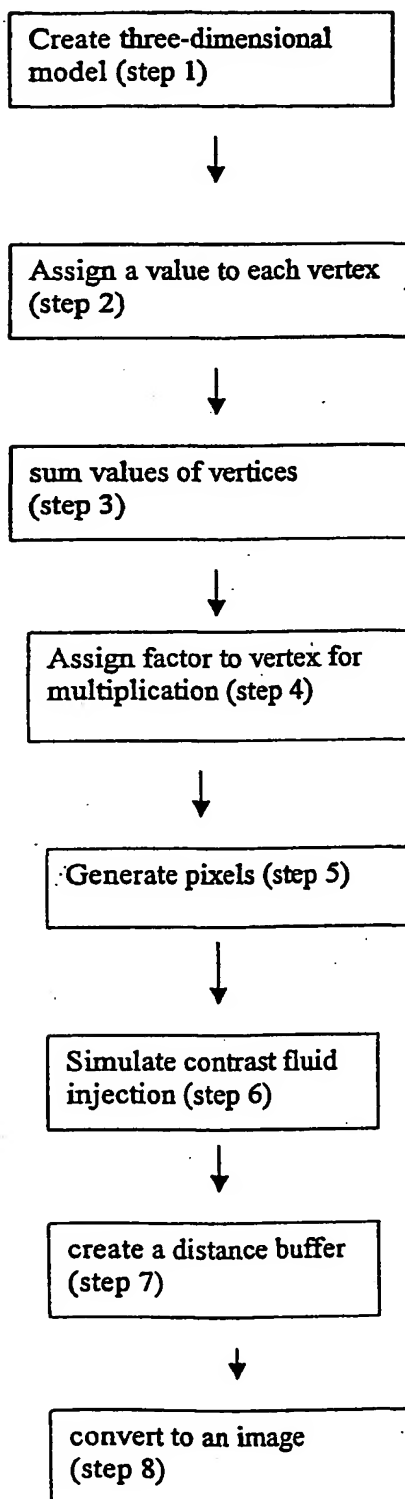 Create three-dimensional
model (step 1)
Assign a value to each vertex
(step 2)
sum values of vertices
(step 3)
Assign factor to vertex for
multiplication (step 4)
Generate pixels (step 5)
Simulate contrast fluid
injection (step 6)
create a distance buffer
(step 7)
convert to an image
(step 8)